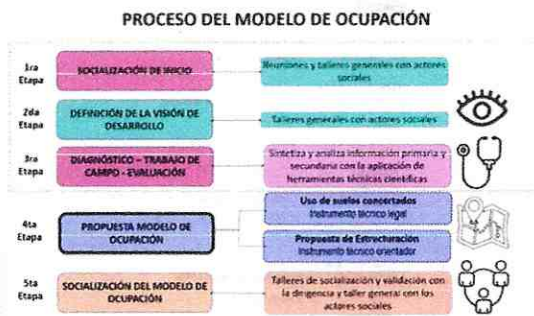 PROCESO DEL MODELO DE OCUPACIÓN
1ra
Etapa
SOCIALIZACIÓN DE INICIO
Reuniones y talleres generales con actores
sociales
2da
Etapa
DEFINICIÓN DE LA VISIÓN DE
DESARROLLO
Talleres generales con actores sociales
3ra
Etapa
DIAGNÓSTICO – TRABAJO DE
CAMPO - EVALUACIÓN
Sintetiza y analiza información primaria y
secundaria con la aplicación de
herramientas técnicas científicas
4ta
Etapa
PROPUESTA MODELO DE
OCUPACIÓN
Uso de suelos concertados
Instrumento técnico legal
Propuesta de Estructuración
Instrumento técnico orientador
5ta
Etapa
SOCIALIZACIÓN DEL MODELO DE
OCUPACIÓN
Talleres de socialización y validación con
la dirigencia y taller general con los
actores sociales